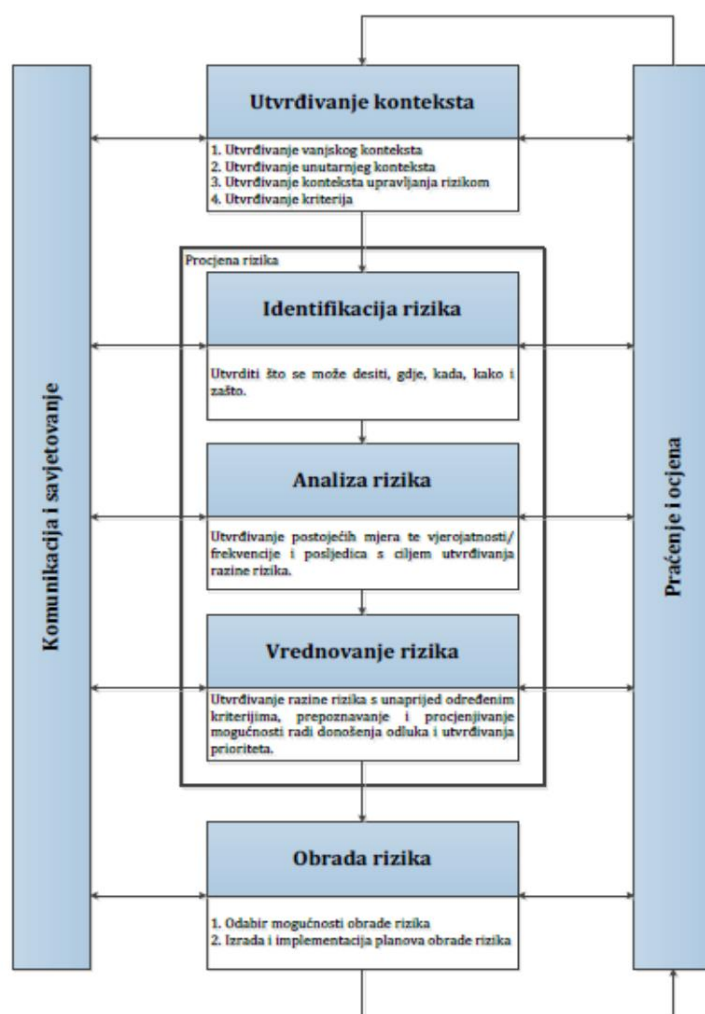 Utvrđivanje konteksta
1. Utvrđivanje vanjskog konteksta
2. Utvrđivanje unutarnjeg konteksta
3. Utvrđivanje konteksta upravljanja rizikom
4. Utvrđivanje kriterija
Procjena rizika
Identifikacija rizika
Utvrditi što se može desiti, gdje, kada, kako i
zašto.
Analiza rizika
Utvrđivanje postojećih mjera te vjerojatnosti/
frekvencije i posljedica s ciljem utvrđivanja
razine rizika.
Vrednovanje rizika
Utvrđivanje razine rizika s unaprijed određenim
kriterijima, prepoznavanje i procjenjivanje
mogućnosti radi donošenja odluka i utvrđivanja
prioriteta.
Obrada rizika
1. Odabir mogućnosti obrade rizika
2. Izrada i implementacija planova obrade rizika
Komunikacija i savjetovanje
Praćenje i ocjena